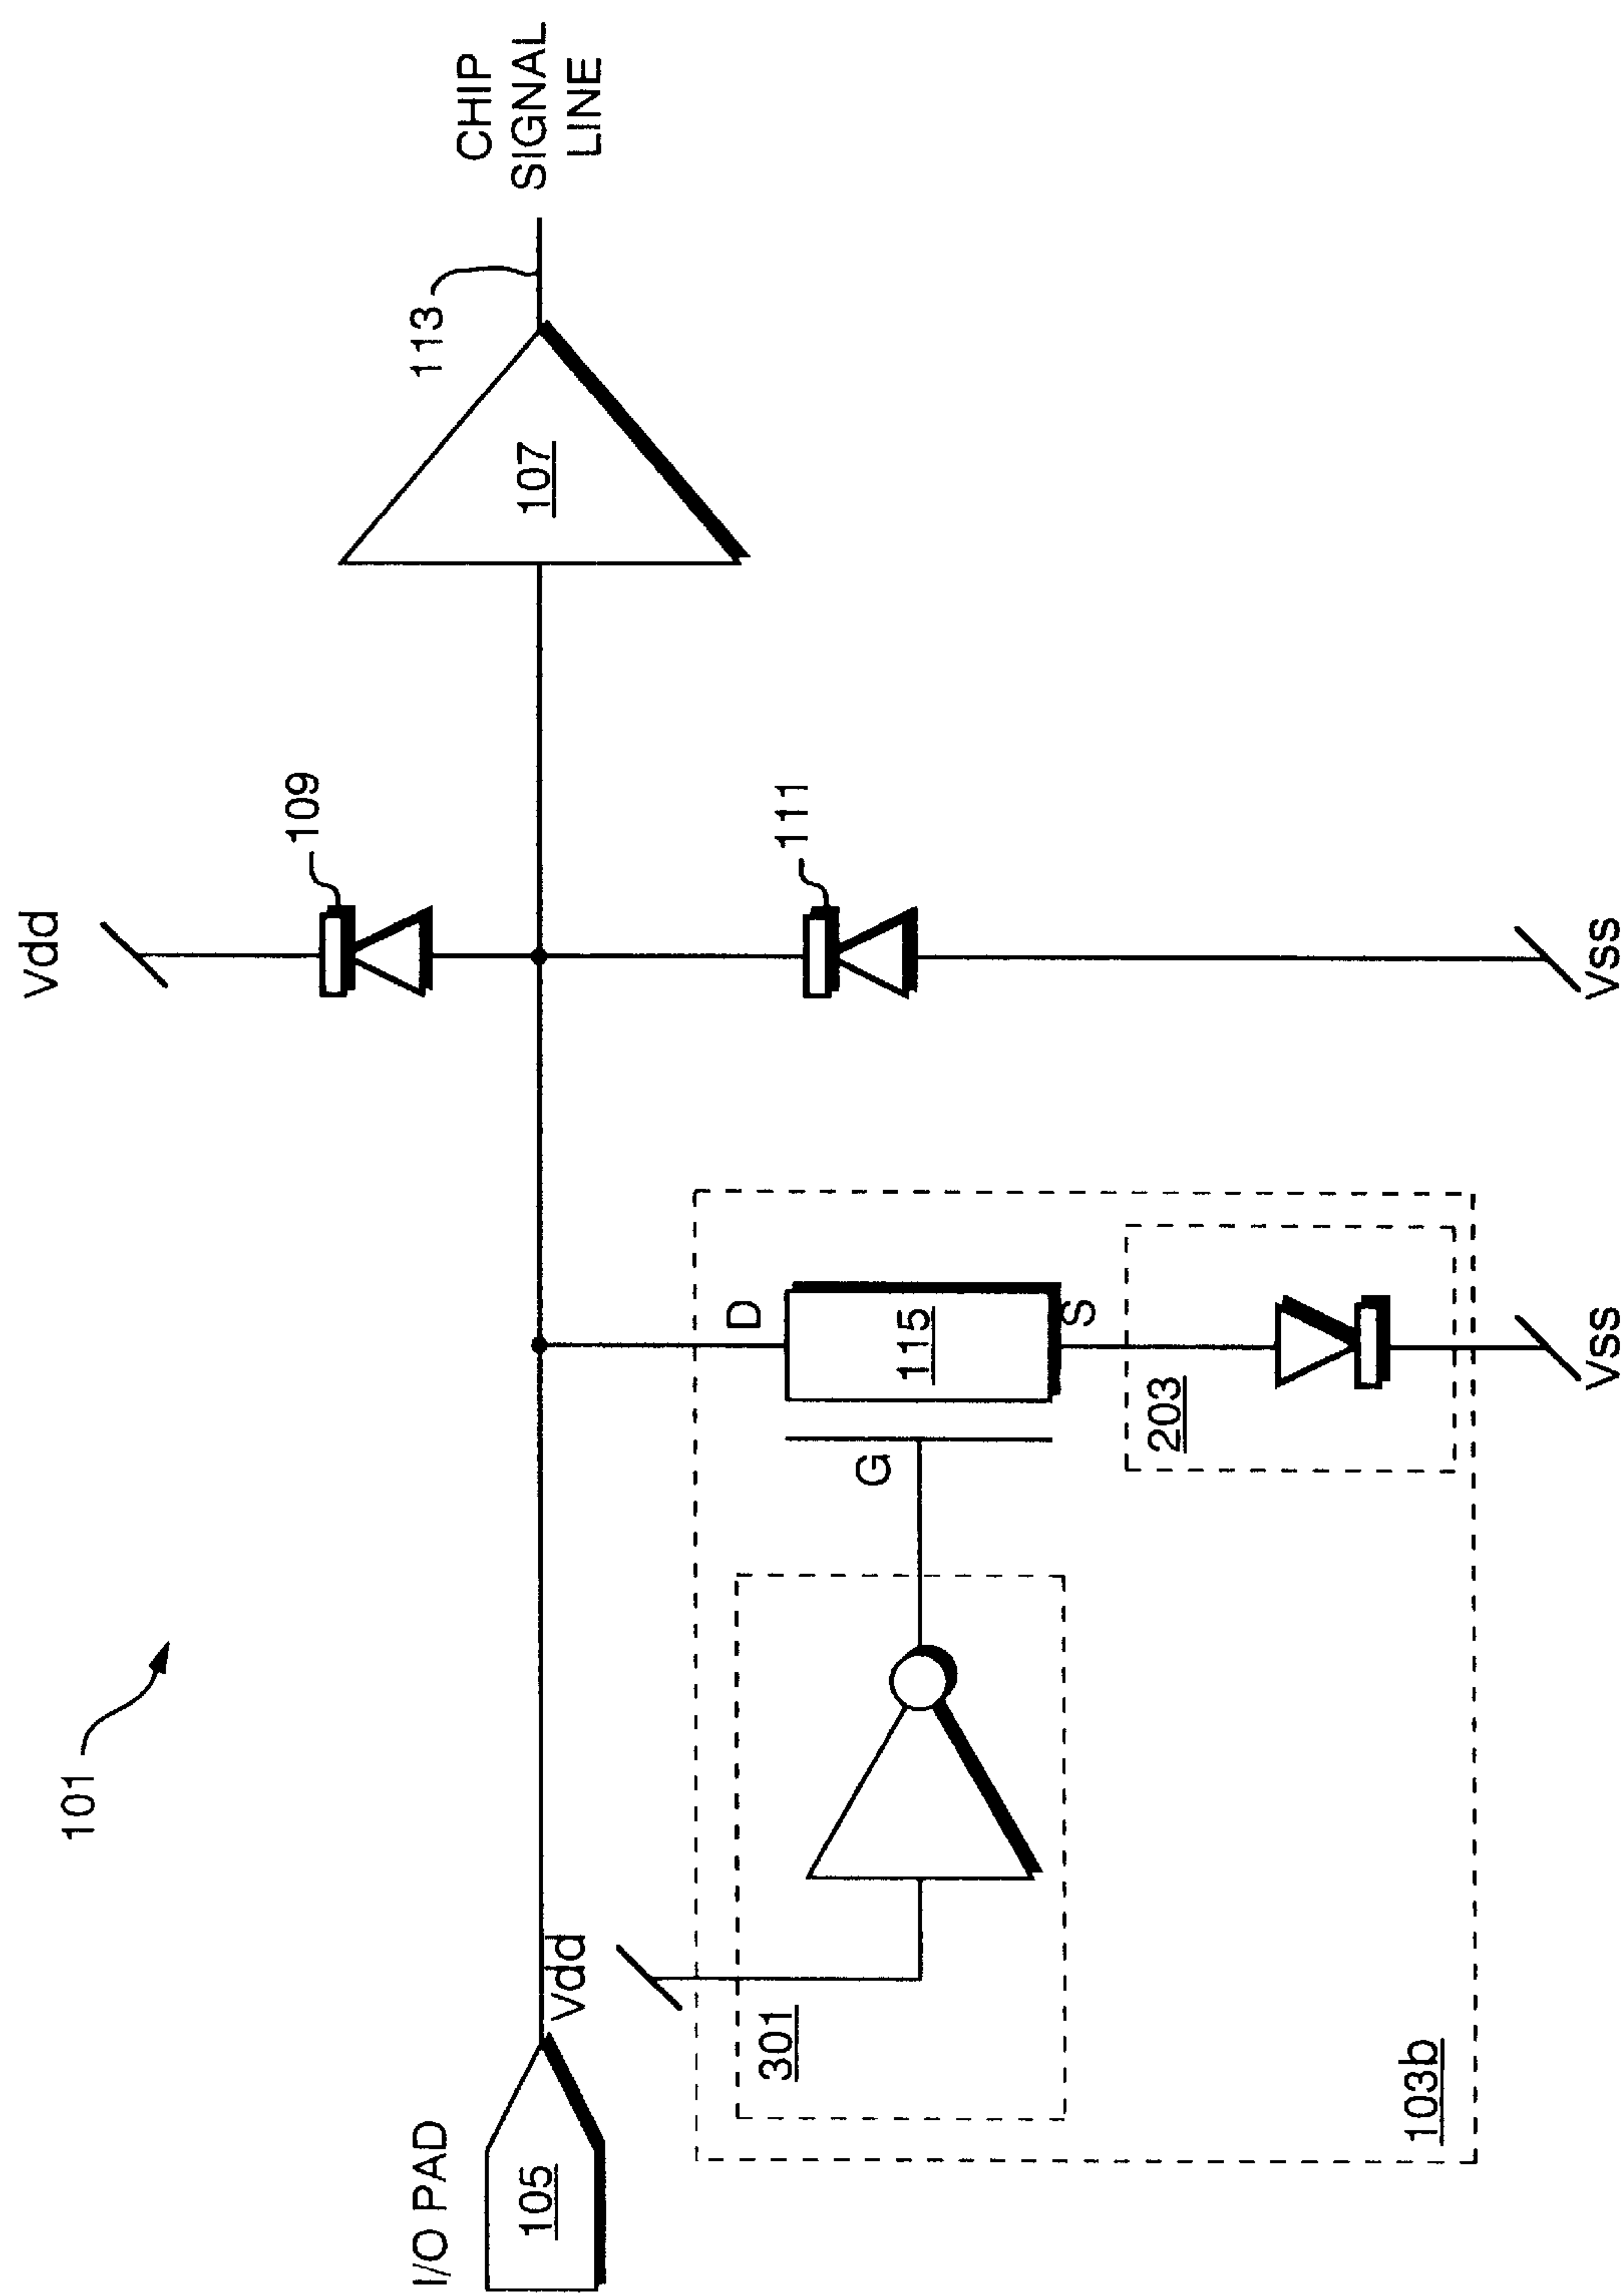 101
I/O PAD
105
Vdd
301
103b
G
D
115
S
203
Vss
Vdd
109
111
Vss
107
113
CHIP
SIGNAL
LINE